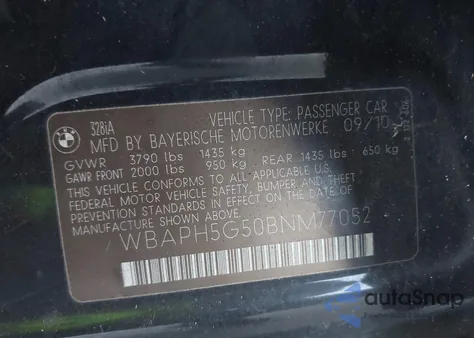 328iA
VEHICLE TYPE: PASSENGER CAR
MFD BY BAYERISCHE MOTORENWERKE 09/10
GVWR 3790 lbs 1435 kg
GAWR FRONT 2000 lbs 950 kg REAR 1435 lbs 650 kg
THIS VEHICLE CONFORMS TO ALL APPLICABLE
FEDERAL MOTOR VEHICLE SAFETY, BUMPER, AND
THEFT PREVENTION STANDARDS IN EFFECT ON THE DATE OF
MANUFACTURE SHOWN ABOVE.
WBAPH5G50BNM77052
autoSnap